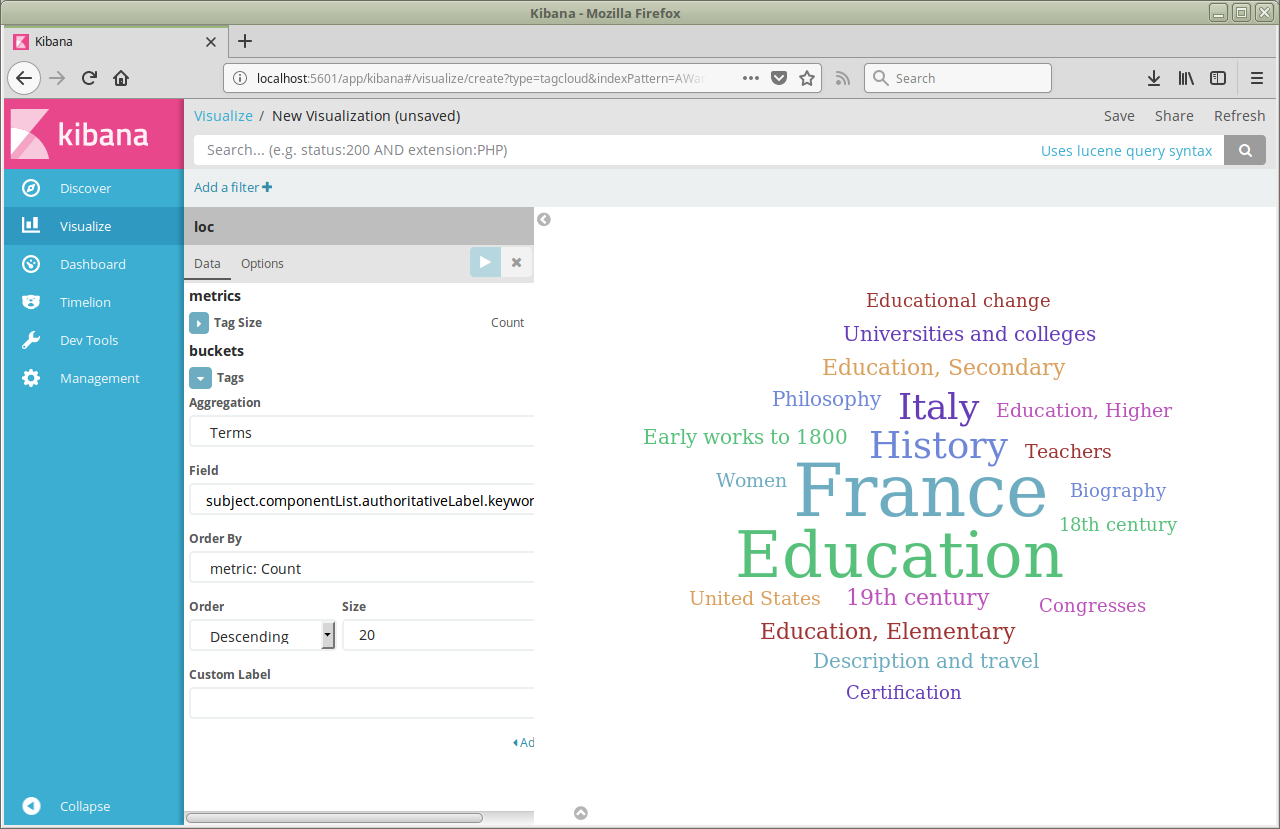 Kibana - Mozilla Firefox
Kibana
localhost:5601/app/kibana#/visualize/create?type=tagcloud&indexPattern=AWa
Search
kibana
Visualize / New Visualization (unsaved)
Save Share Refresh
Search... (e.g. status:200 AND extension:PHP)
Uses lucene query syntax
Add a filter
Discover
Visualize
Dashboard
Timelion
Dev Tools
Management
Collapse
loc
Data Options
metrics
Tag Size Count
buckets
Tags
Aggregation
Terms
Field
subject.componentList.authoritativeLabel.keywor
Order By
metric: Count
Order Size
Descending 20
Custom Label
Ad
Educational change
Universities and colleges
Education, Secondary
Philosophy Italy Education, Higher
Early works to 1800 History Teachers
Women France Biography
18th century
Education
United States 19th century Congresses
Education, Elementary
Description and travel
Certification